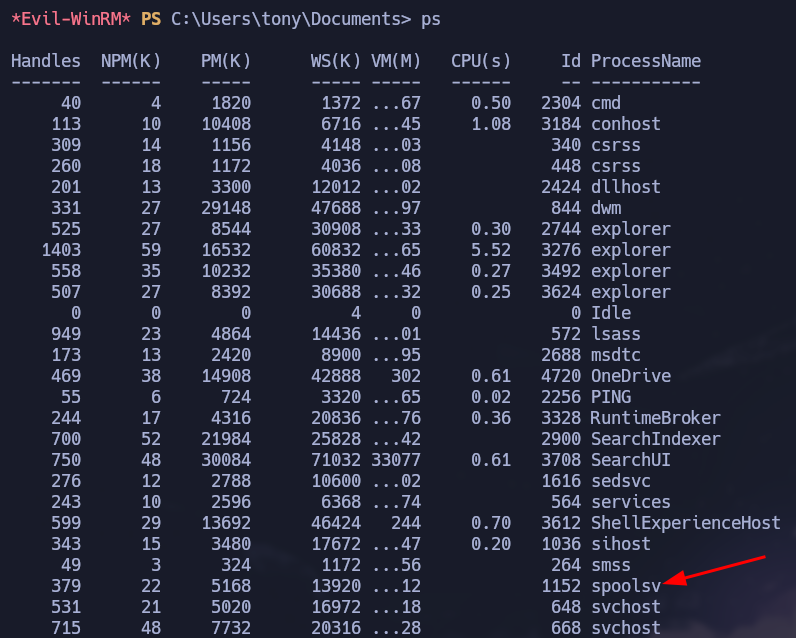 *Evil-WinRM* PS C:\Users\tony\Documents> ps
Handles NPM(K) PM(K) WS(K) VM(M) CPU(s) Id ProcessName
------- ------ ----- ----- ----- ------ -- -----------
40 4 1820 1372 ...67 0.50 2304 cmd
113 10 10408 6716 ...45 1.08 3184 conhost
309 14 1156 4148 ...03 340 csrss
260 18 1172 4036 ...08 448 csrss
201 13 3300 12012 ...02 2424 dllhost
331 27 29148 47688 ...97 844 dwm
525 27 8544 30908 ...33 0.30 2744 explorer
1403 59 16532 60832 ...65 5.52 3276 explorer
558 35 10232 35380 ...46 0.27 3492 explorer
507 27 8392 30688 ...32 0.25 3624 explorer
0 0 0 4 0 0 Idle
949 23 4864 14436 ...01 572 lsass
173 13 2420 8900 ...95 2688 msdtc
469 38 14908 42888 302 0.61 4720 OneDrive
55 6 724 3320 ...65 0.02 2256 PING
244 17 4316 20836 ...76 0.36 3328 RuntimeBroker
700 52 21984 25828 ...42 2900 SearchIndexer
750 48 30084 71032 33077 0.61 3708 SearchUI
276 12 2788 10600 ...02 1616 sedsvc
243 10 2596 6368 ...74 564 services
599 29 13692 46424 244 0.70 3612 ShellExperienceHost
343 15 3480 17672 ...47 0.20 1036 sihost
49 3 324 1172 ...56 264 smss
379 22 5168 13920 ...12 1152 spoolsv
531 21 5020 16972 ...18 648 svchost
715 48 7732 20316 ...28 668 svchost